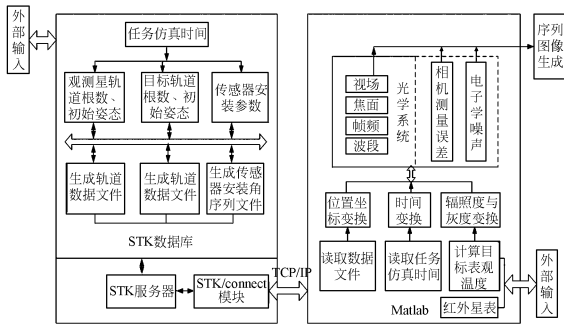 外部输入
任务仿真时间
观测星轨
道根数、
初始姿态
目标轨道
根数、初
始姿态
传感器安
装参数
生成轨道
数据文件
生成轨道
数据文件
生成传感
器安装角
序列文件
STK数据库
STK服务器
STK/connect
模块
TCP/IP
视场
焦面
帧频
波段
光学系统
相机测量误差
电子学噪声
序列
图像
生成
位置坐
标变换
时间
变换
辐照度与
灰度变换
读取数据
文件
读取任务
仿真时间
计算目
标表观
温度
Matlab
红外星表
外部输入